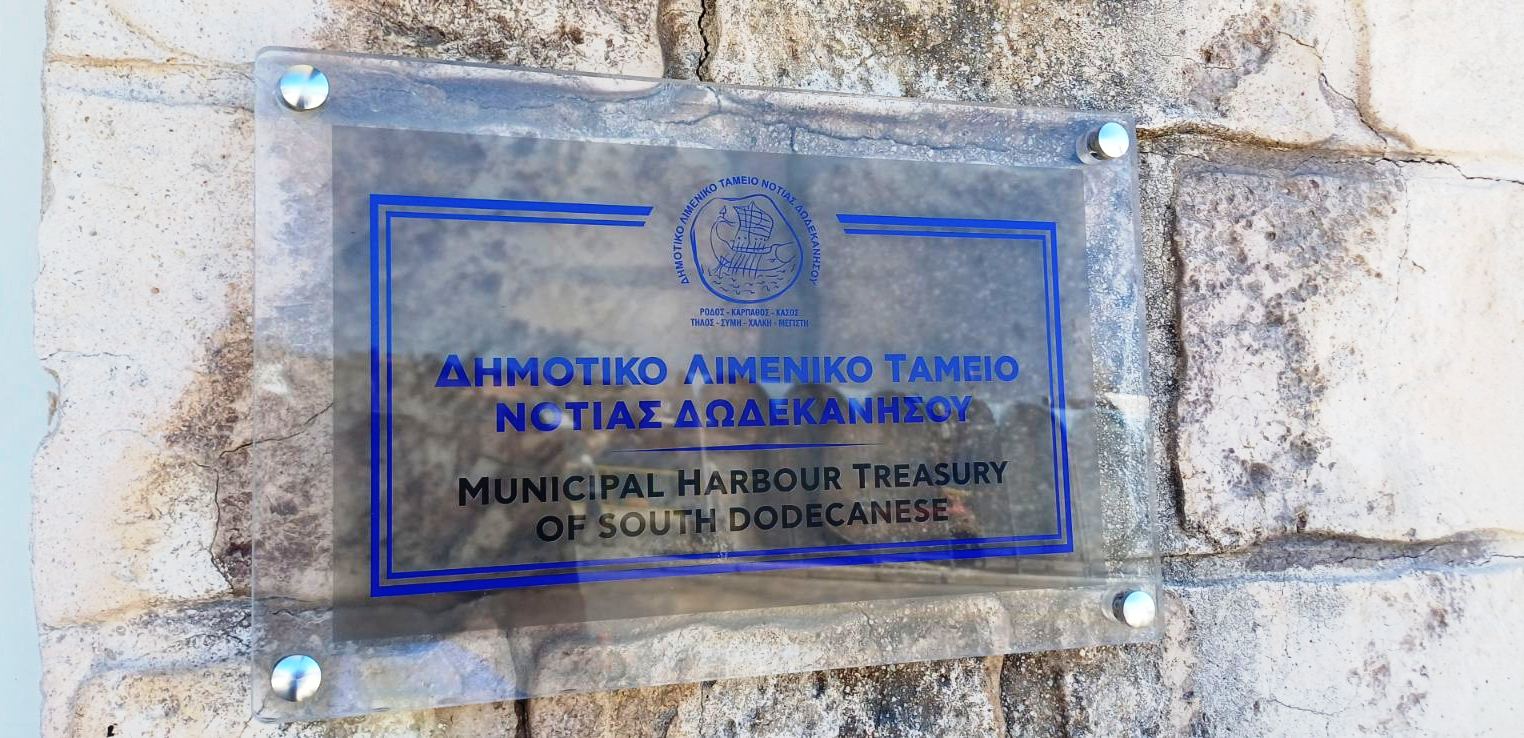 ΔΗΜΟΤΙΚΟ ΛΙΜΕΝΙΚΟ ΤΑΜΕΙΟ ΝΟΤΙΑΣ ΔΩΔΕΚΑΝΗΣΟΥ
ΡΟΔΟΣ - ΚΑΡΠΑΘΟΣ - ΚΑΣΟΣ
ΤΗΛΟΣ - ΣΥΜΗ - ΧΑΛΚΗ - ΜΕΓΙΣΤΗ
ΔΗΜΟΤΙΚΟ ΛΙΜΕΝΙΚΟ ΤΑΜΕΙΟ
ΝΟΤΙΑΣ ΔΩΔΕΚΑΝΗΣΟΥ
MUNICIPAL HARBOUR TREASURY
OF SOUTH DODECANESE